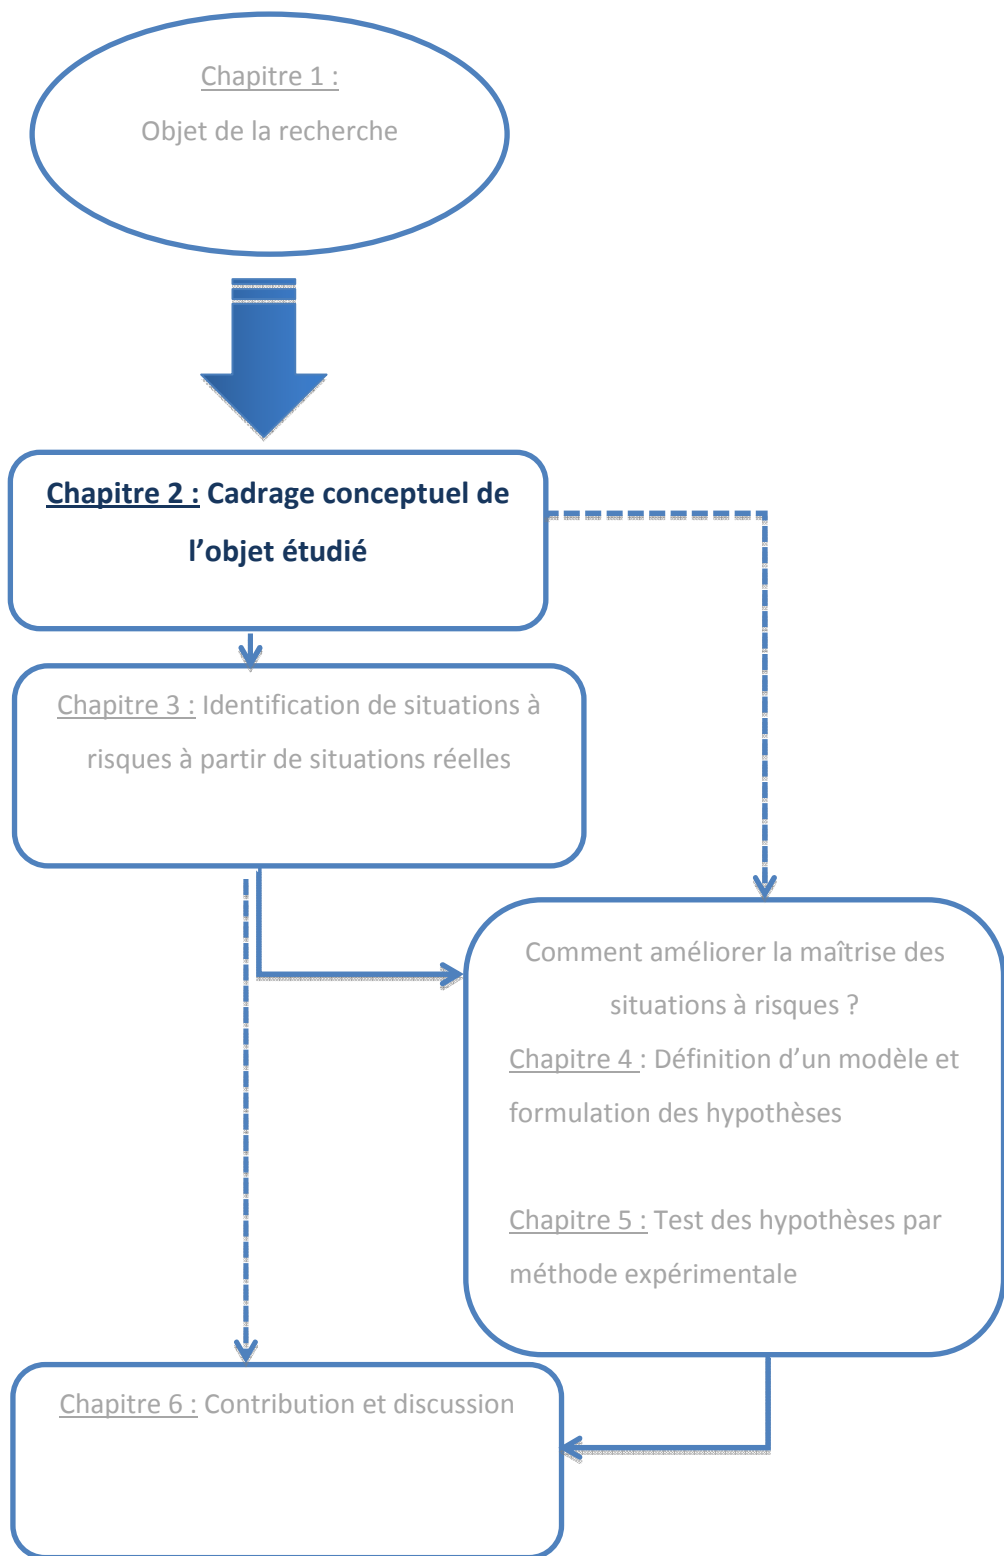 Chapitre 1 :
Objet de la recherche
Chapitre 2 : Cadrage conceptuel de
l’objet étudié
Chapitre 3 : Identification de situations à
risques à partir de situations réelles
Comment améliorer la maîtrise des
situations à risques ?
Chapitre 4 : Définition d’un modèle et
formulation des hypothèses
Chapitre 5 : Test des hypothèses par
méthode expérimentale
Chapitre 6 : Contribution et discussion